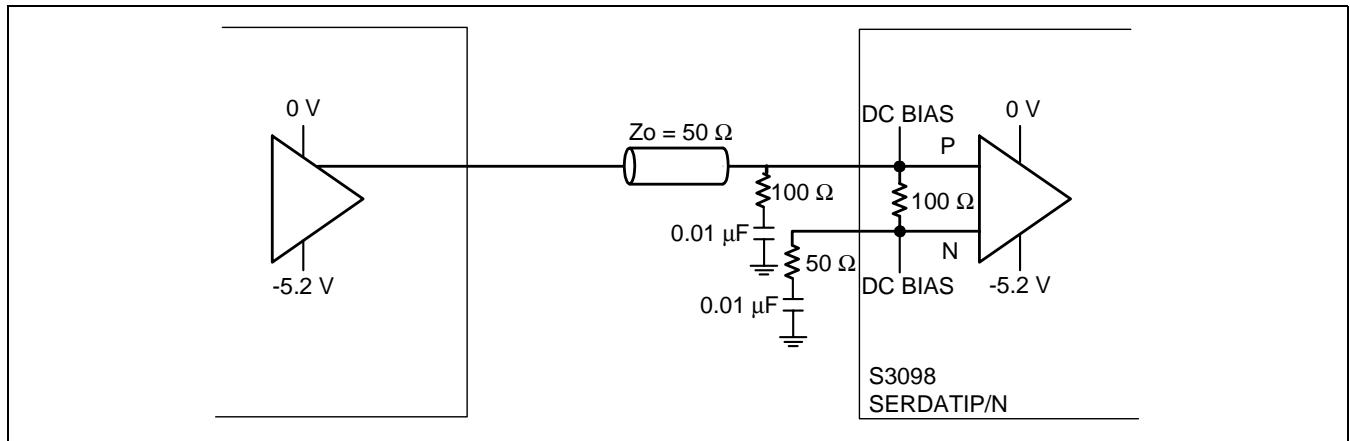 0 V
-5.2 V
Zo = 50 Ω
100 Ω
0.01 μF
50 Ω
0.01 μF
DC BIAS
P
0 V
100 Ω
N
DC BIAS
-5.2 V
S3098
SERDATIP/N